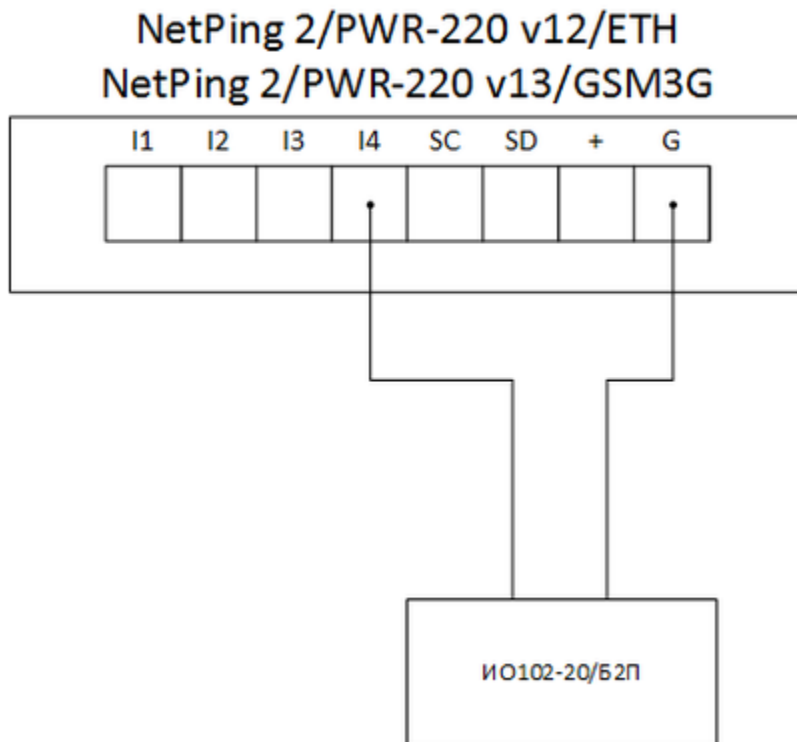 NetPing 2/PWR-220 v12/ETH
NetPing 2/PWR-220 v13/GSM3G
I1 I2 I3 I4 SC SD + G
ИО102-20/Б2П